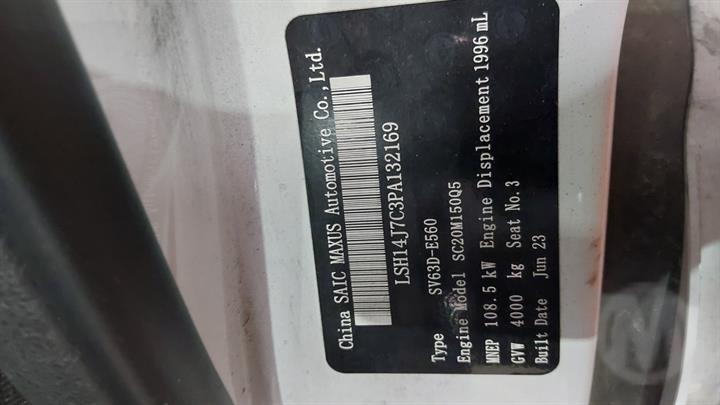 China SAIC MAXUS Automotive Co.,Ltd.
LSH14J7C3PA132169
Type SV63D-E560
Engine Model SC20M150Q5
MNEP 108.5 kW Engine Displacement 1996 mL
GVW 4000 kg Seat No.3
Built Date Jun 23